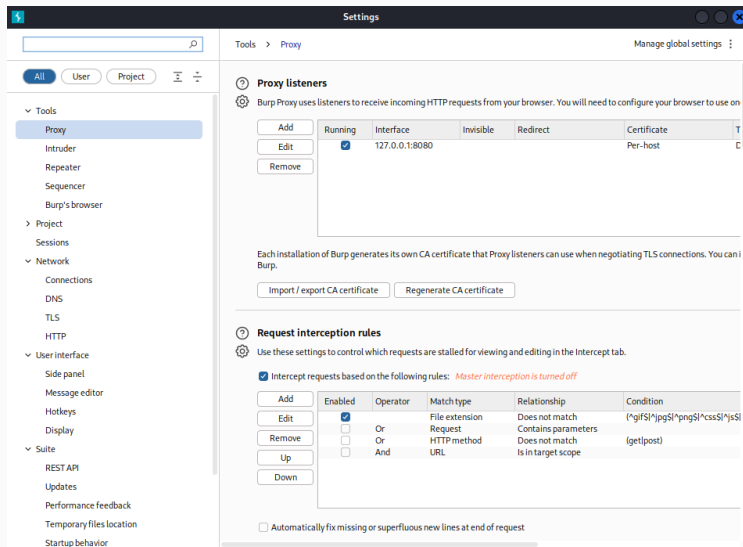 Settings
Tools > Proxy
Manage global settings
All
User
Project
Tools
Proxy
Intruder
Repeater
Sequencer
Burp's browser
Project
Sessions
Network
Connections
DNS
TLS
HTTP
User interface
Side panel
Message editor
Hotkeys
Display
Suite
REST API
Updates
Performance feedback
Temporary files location
Startup behavior
Proxy listeners
Burp Proxy uses listeners to receive incoming HTTP requests from your browser. You will need to configure your browser to use on
Add
Edit
Remove
Running Interface Invisible Redirect Certificate T
127.0.0.1:8080 Per-host D
Each installation of Burp generates its own CA certificate that Proxy listeners can use when negotiating TLS connections. You can i
Burp.
Import / export CA certificate
Regenerate CA certificate
Request interception rules
Use these settings to control which requests are stalled for viewing and editing in the Intercept tab.
Intercept requests based on the following rules: Master interception is turned off
Add
Edit
Remove
Up
Down
Enabled Operator Match type Relationship Condition
File extension Does not match (^gif$|^jpg$|^png$|^css$|^js$|
Or Request Contains parameters
Or HTTP method Does not match (get|post)
And URL Is in target scope
Automatically fix missing or superfluous new lines at end of request